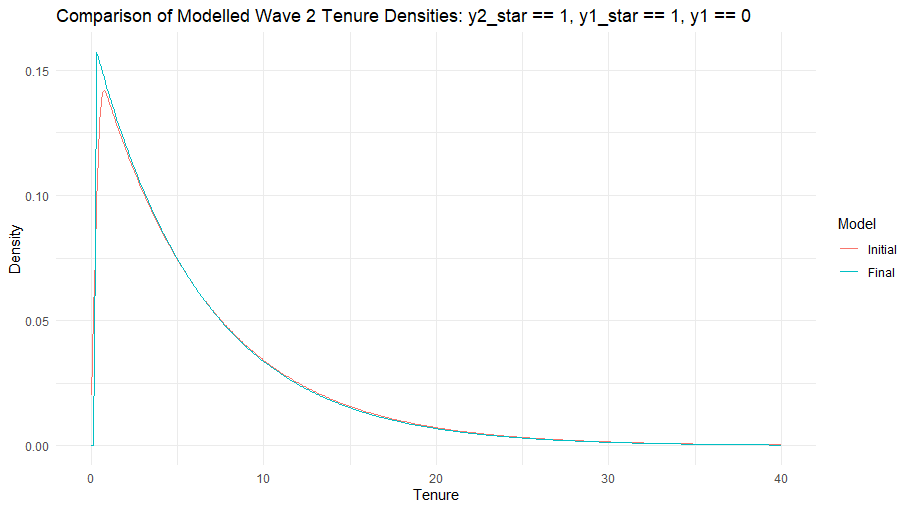 Comparison of Modelled Wave 2 Tenure Densities: y2_star == 1, y1_star == 1, y1 == 0
0.15
0.10
0.05
0.00
Density
0
10
20
30
40
Tenure
Model
Initial
Final